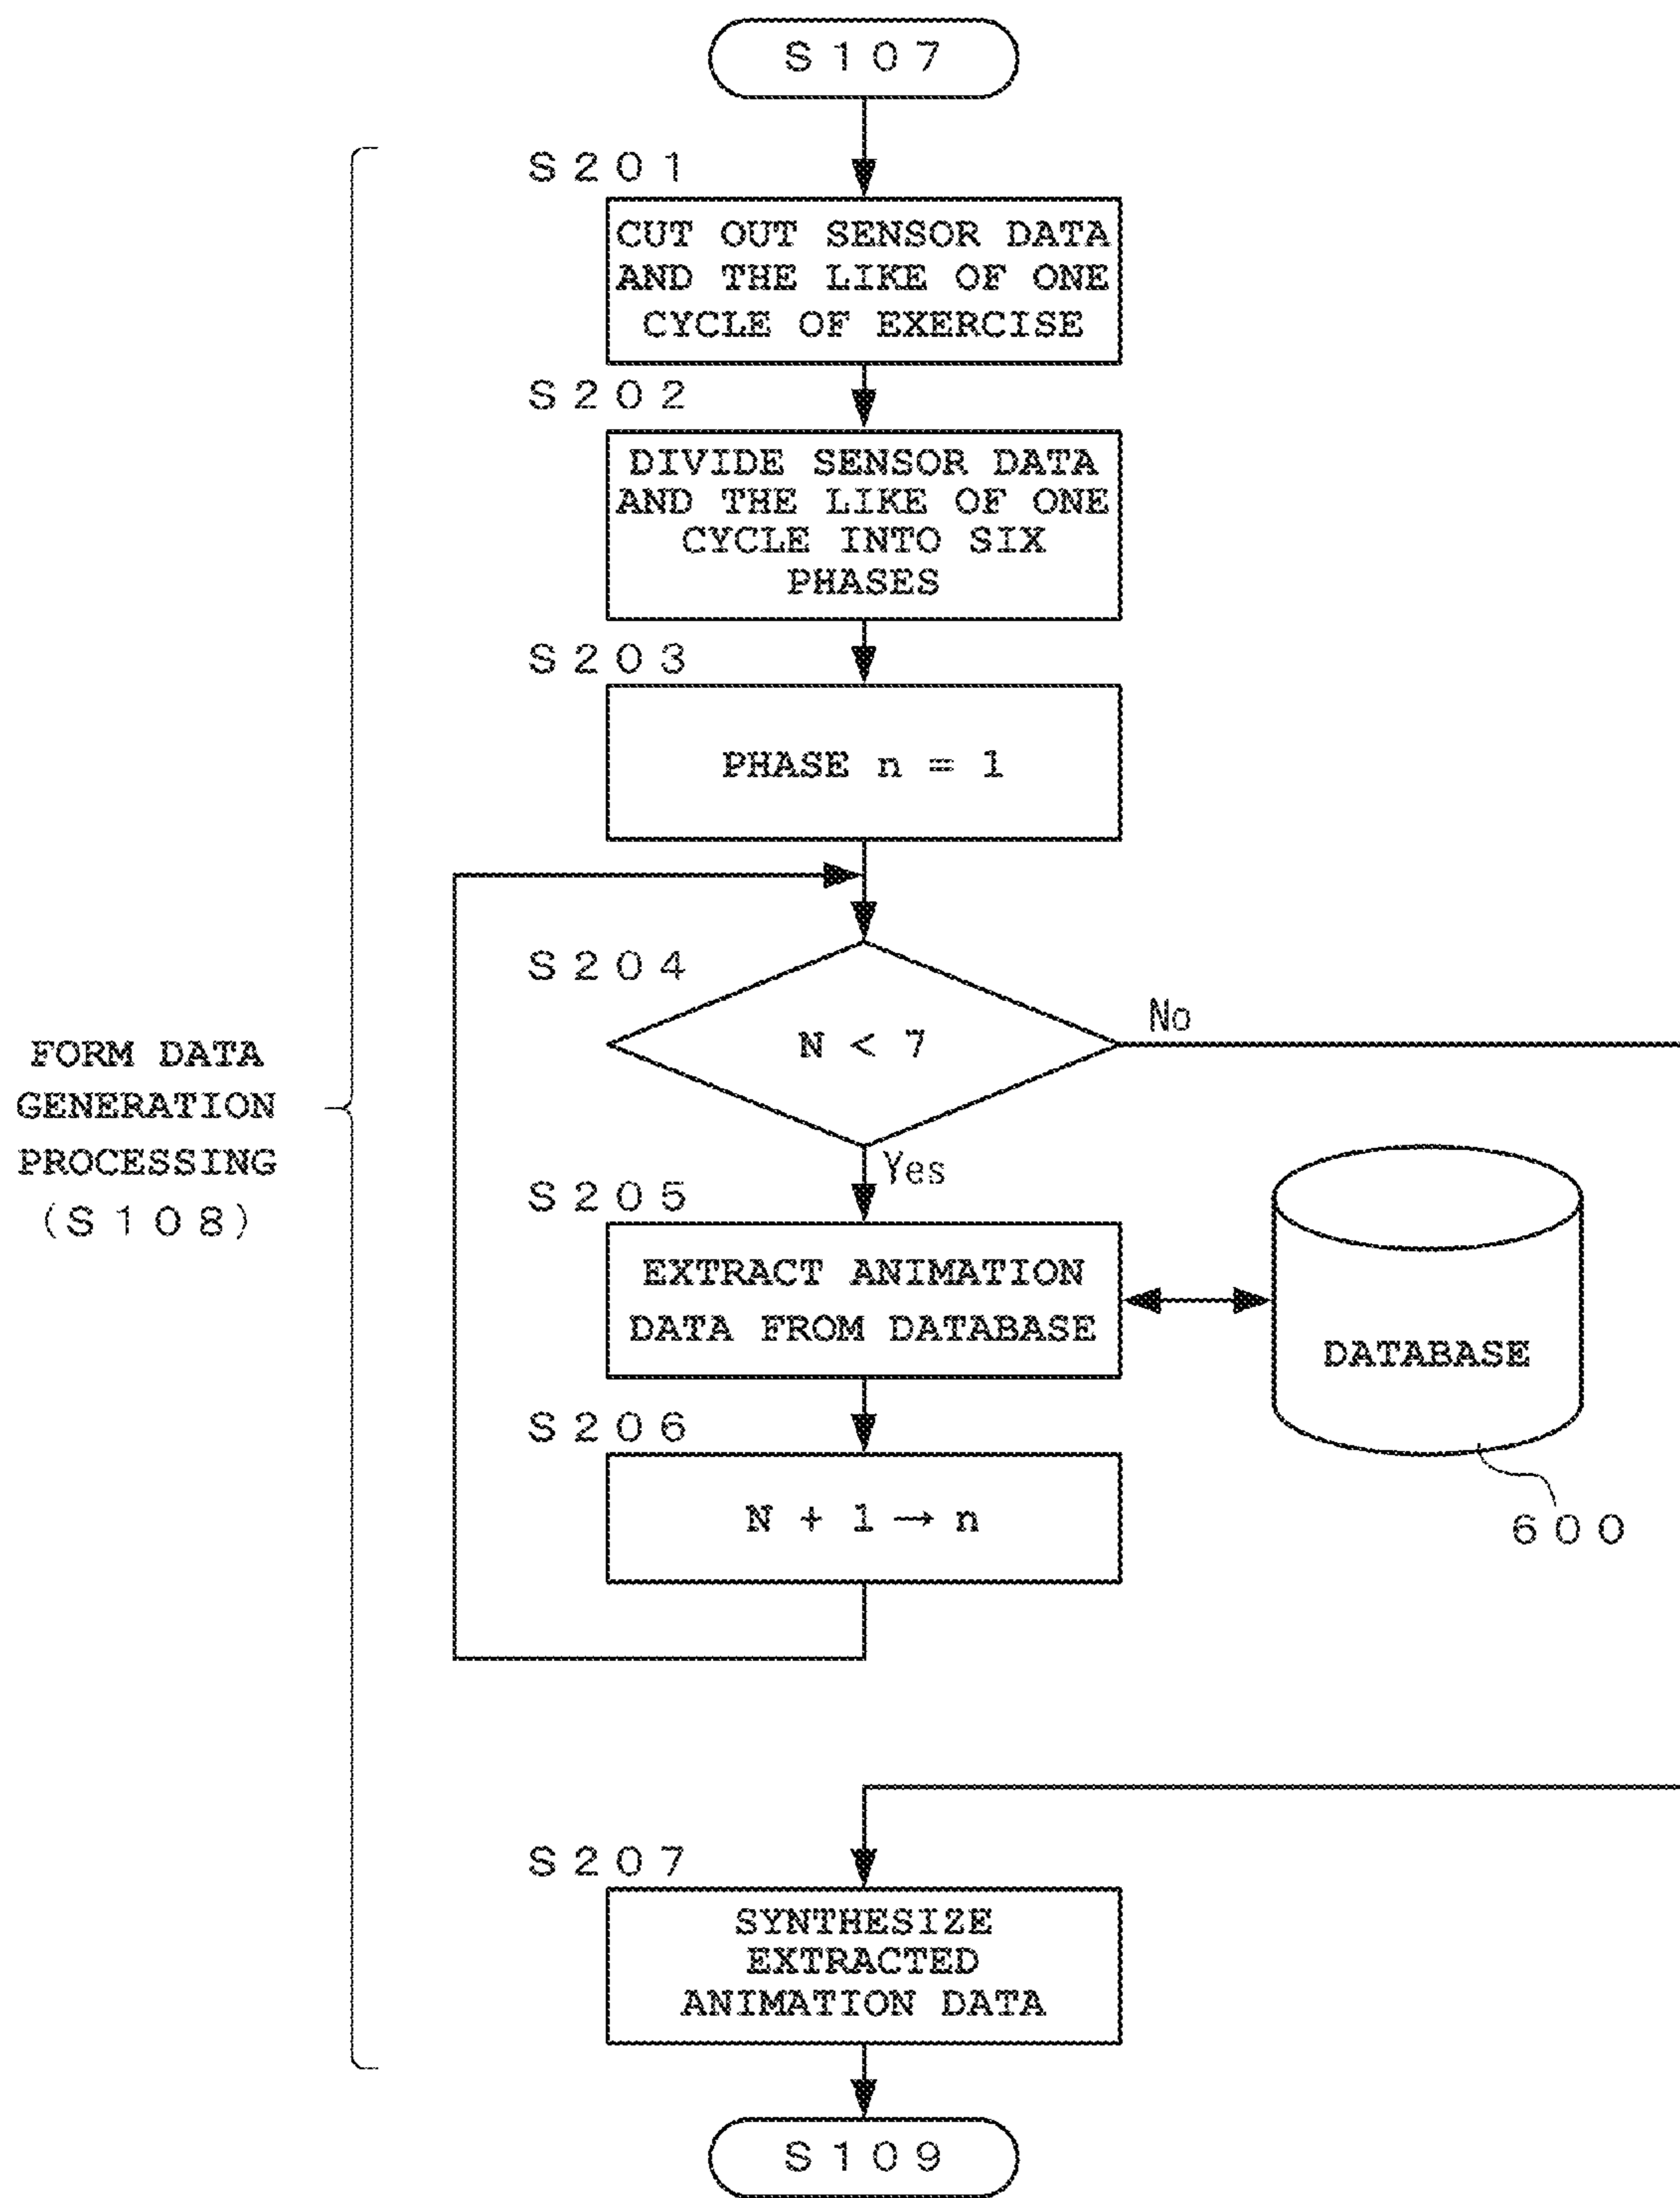 S107
S201
CUT OUT SENSOR DATA
AND THE LIKE OF ONE
CYCLE OF EXERCISE
S202
DIVIDE SENSOR DATA
AND THE LIKE OF ONE
CYCLE INTO SIX
PHASES
S203
PHASE n = 1
S204
N < 7
No
Yes
FORM DATA
GENERATION
PROCESSING
(S108)
S205
EXTRACT ANIMATION
DATA FROM DATABASE
DATABASE
600
S206
N + 1 → n
S207
SYNTHESIZE
EXTRACTED
ANIMATION DATA
S109